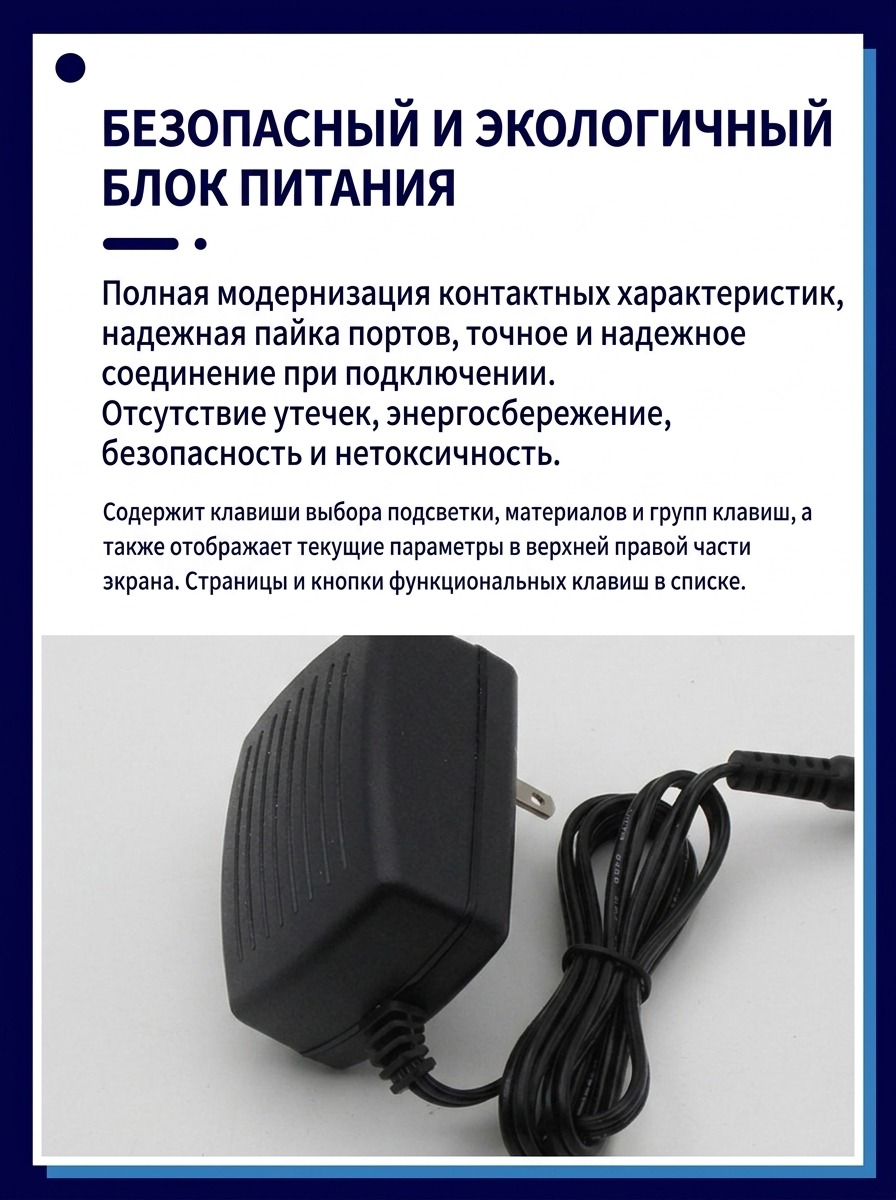 БЕЗОПАСНЫЙ И ЭКОЛОГИЧНЫЙ
БЛОК ПИТАНИЯ
Полная модернизация контактных характеристик,
надежная пайка портов, точное и надежное
соединение при подключении.
Отсутствие утечек, энергосбережение,
безопасность и нетоксичность.
Содержит клавиши выбора подсветки, материалов и групп клавиш, а
также отображает текущие параметры в верхней правой части
экрана. Страницы и кнопки функциональных клавиш в списке.